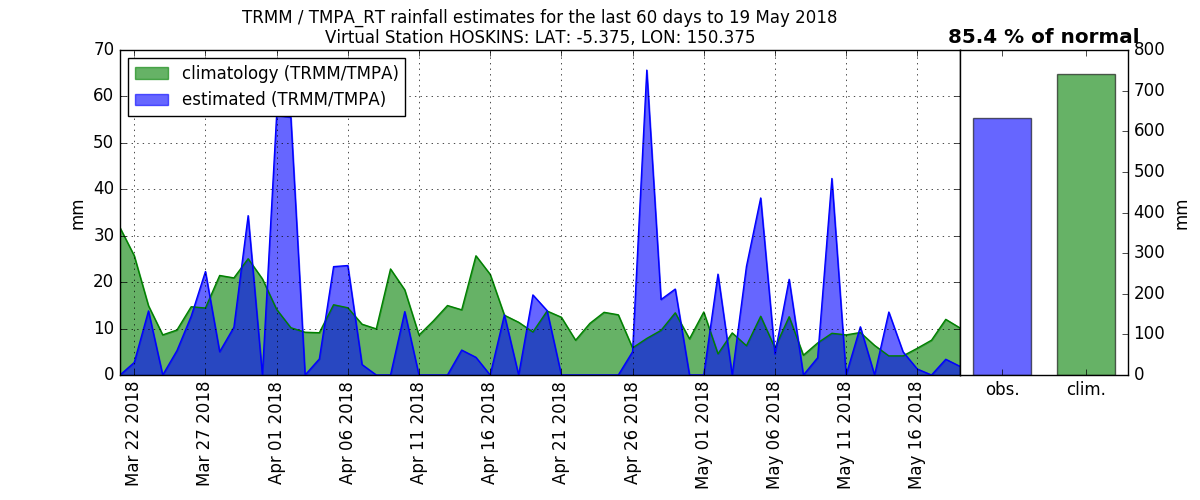 TRMM / TMPA_RT rainfall estimates for the last 60 days to 19 May 2018
Virtual Station HOSKINS: LAT: -5.375, LON: 150.375
85.4 % of normal
climatology (TRMM/TMPA)
estimated (TRMM/TMPA)
70
60
50
40
30
20
10
0
mm
Mar 22 2018
Mar 27 2018
Apr 01 2018
Apr 06 2018
Apr 11 2018
Apr 16 2018
Apr 21 2018
Apr 26 2018
May 01 2018
May 06 2018
May 11 2018
May 16 2018
obs.
clim.
800
700
600
500
400
300
200
100
0
mm